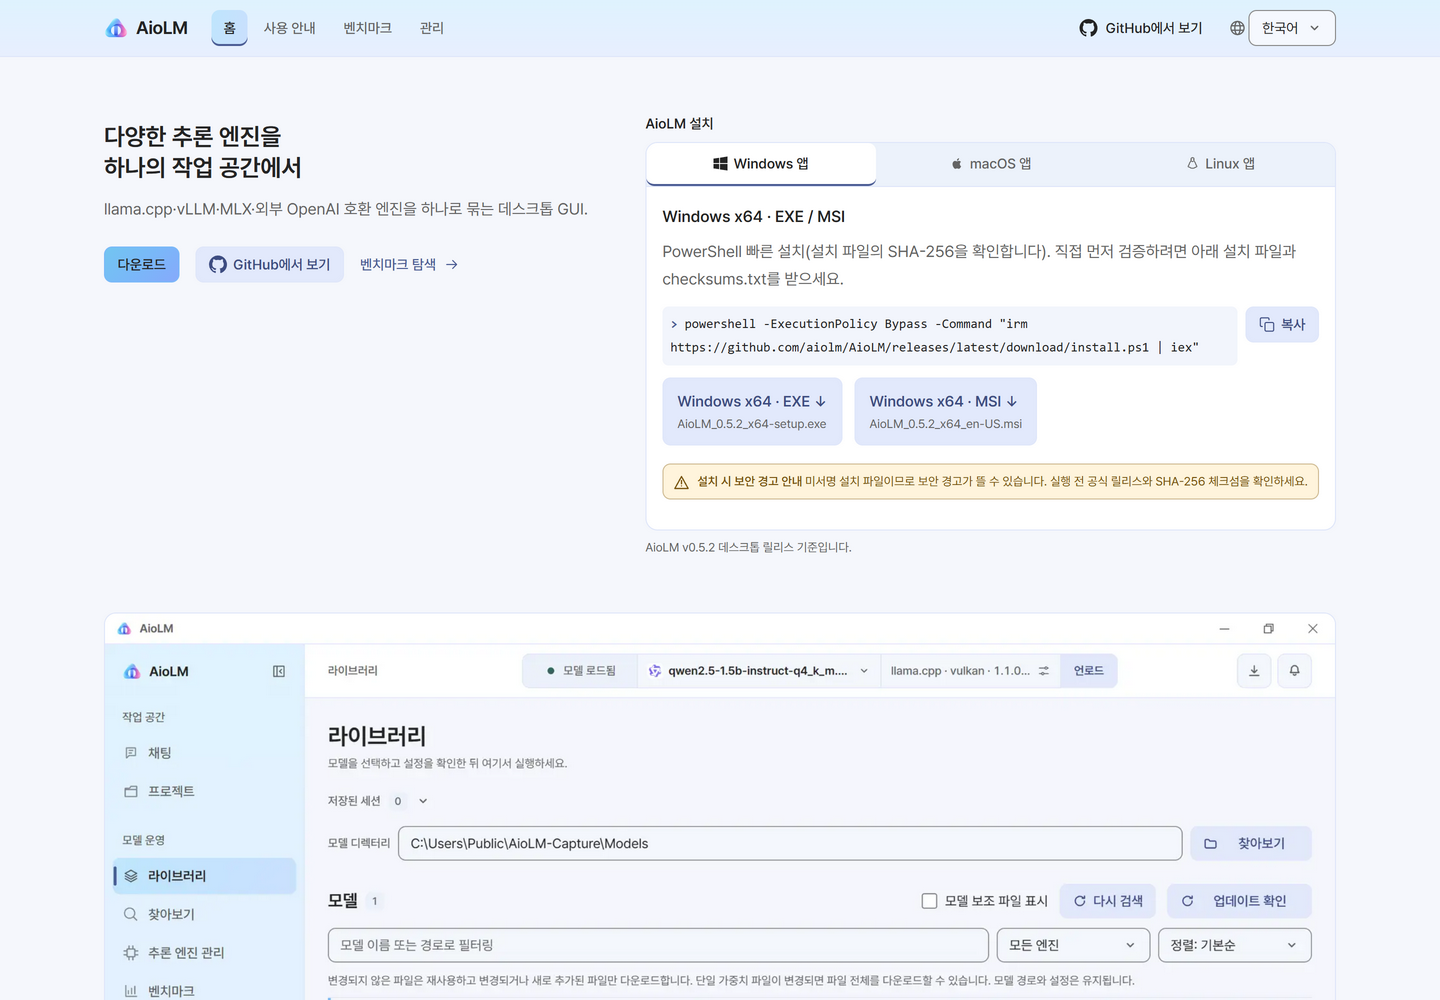 AioLM
홈
사용 안내
벤치마크
관리
GitHub에서 보기
한국어
다양한 추론 엔진을
하나의 작업 공간에서
llama.cpp·vLLM·MLX·외부 OpenAI 호환 엔진을 하나로 묶는 데스크톱 GUI.
다운로드
GitHub에서 보기
벤치마크 탐색 →
AioLM 설치
Windows 앱
macOS 앱
Linux 앱
Windows x64 · EXE / MSI
PowerShell 빠른 설치(설치 파일의 SHA-256을 확인합니다). 직접 먼저 검증하려면 아래 설치 파일과
checksums.txt를 받으세요.
> powershell -ExecutionPolicy Bypass -Command "irm
https://github.com/aiolm/AioLM/releases/latest/download/install.ps1 | iex"
복사
Windows x64 · EXE ↓
AioLM_0.5.2_x64-setup.exe
Windows x64 · MSI ↓
AioLM_0.5.2_x64_en-US.msi
설치 시 보안 경고 안내 미서명 설치 파일이므로 보안 경고가 뜰 수 있습니다. 실행 전 공식 릴리스와 SHA-256 체크섬을 확인하세요.
AioLM v0.5.2 데스크톱 릴리스 기준입니다.
AioLM
AioLM
작업 공간
채팅
프로젝트
모델 운영
라이브러리
찾아보기
추론 엔진 관리
벤치마크
라이브러리
모델 로드됨
qwen2.5-1.5b-instruct-q4_k_m....
llama.cpp · vulkan · 1.1.0...
언로드
라이브러리
모델을 선택하고 설정을 확인한 뒤 여기서 실행하세요.
저장된 세션 0
모델 디렉터리
C:\Users\Public\AioLM-Capture\Models
찾아보기
모델 1
모델 보조 파일 표시
다시 검색
업데이트 확인
모델 이름 또는 경로로 필터링
모든 엔진
정렬: 기본순
변경되지 않은 파일은 재사용하고 변경되거나 새로 추가된 파일만 다운로드합니다. 단일 가중치 파일이 변경되면 파일 전체를 다운로드할 수 있습니다. 모델 경로와 설정은 유지됩니다.